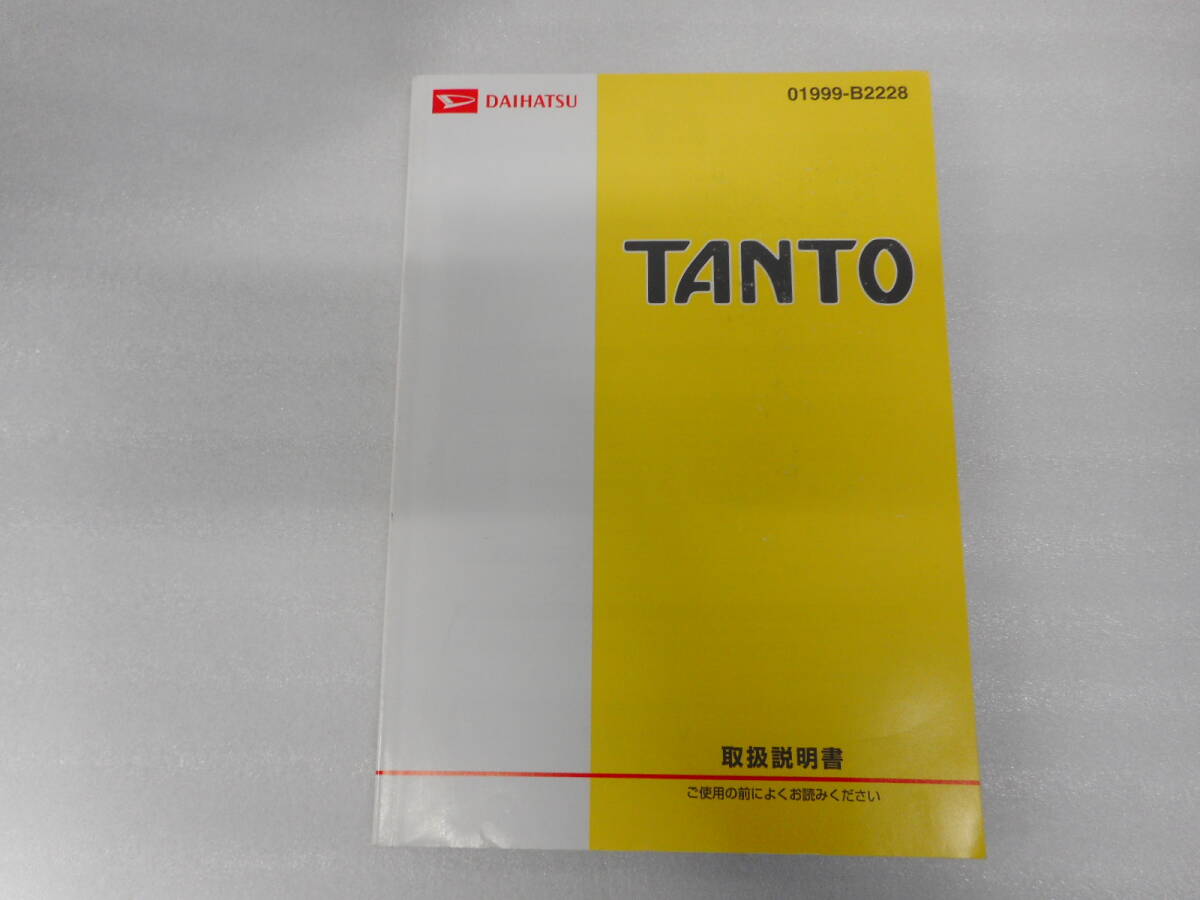 DAIHATSU
01999-B2228
TANTO
取扱説明書
ご使用の前によくお読みください